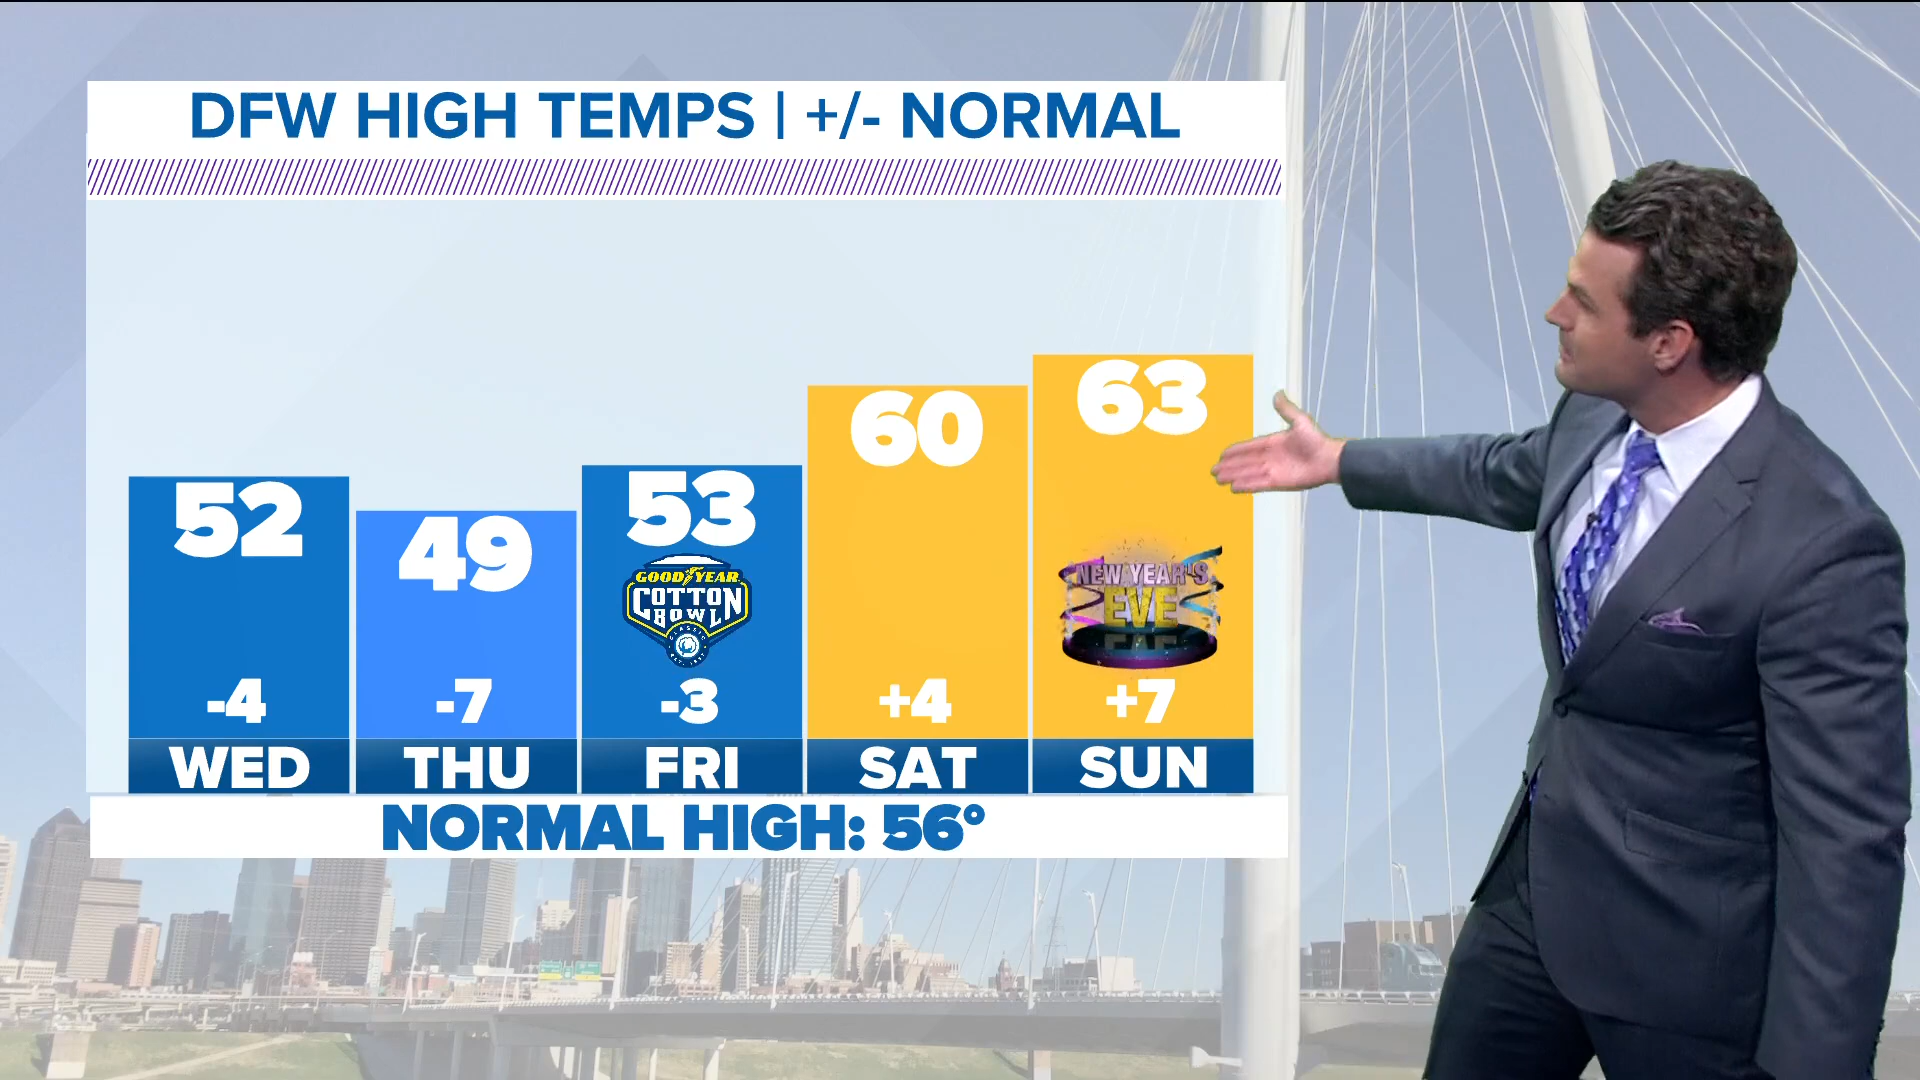 DFW HIGH TEMPS | +/- NORMAL
52
49
53
60
63
GOODYEAR
COTTON
BOWL
CLASSIC
NEW YEAR'S
EVE
-4
-7
-3
+4
+7
WED
THU
FRI
SAT
SUN
NORMAL HIGH: 56°